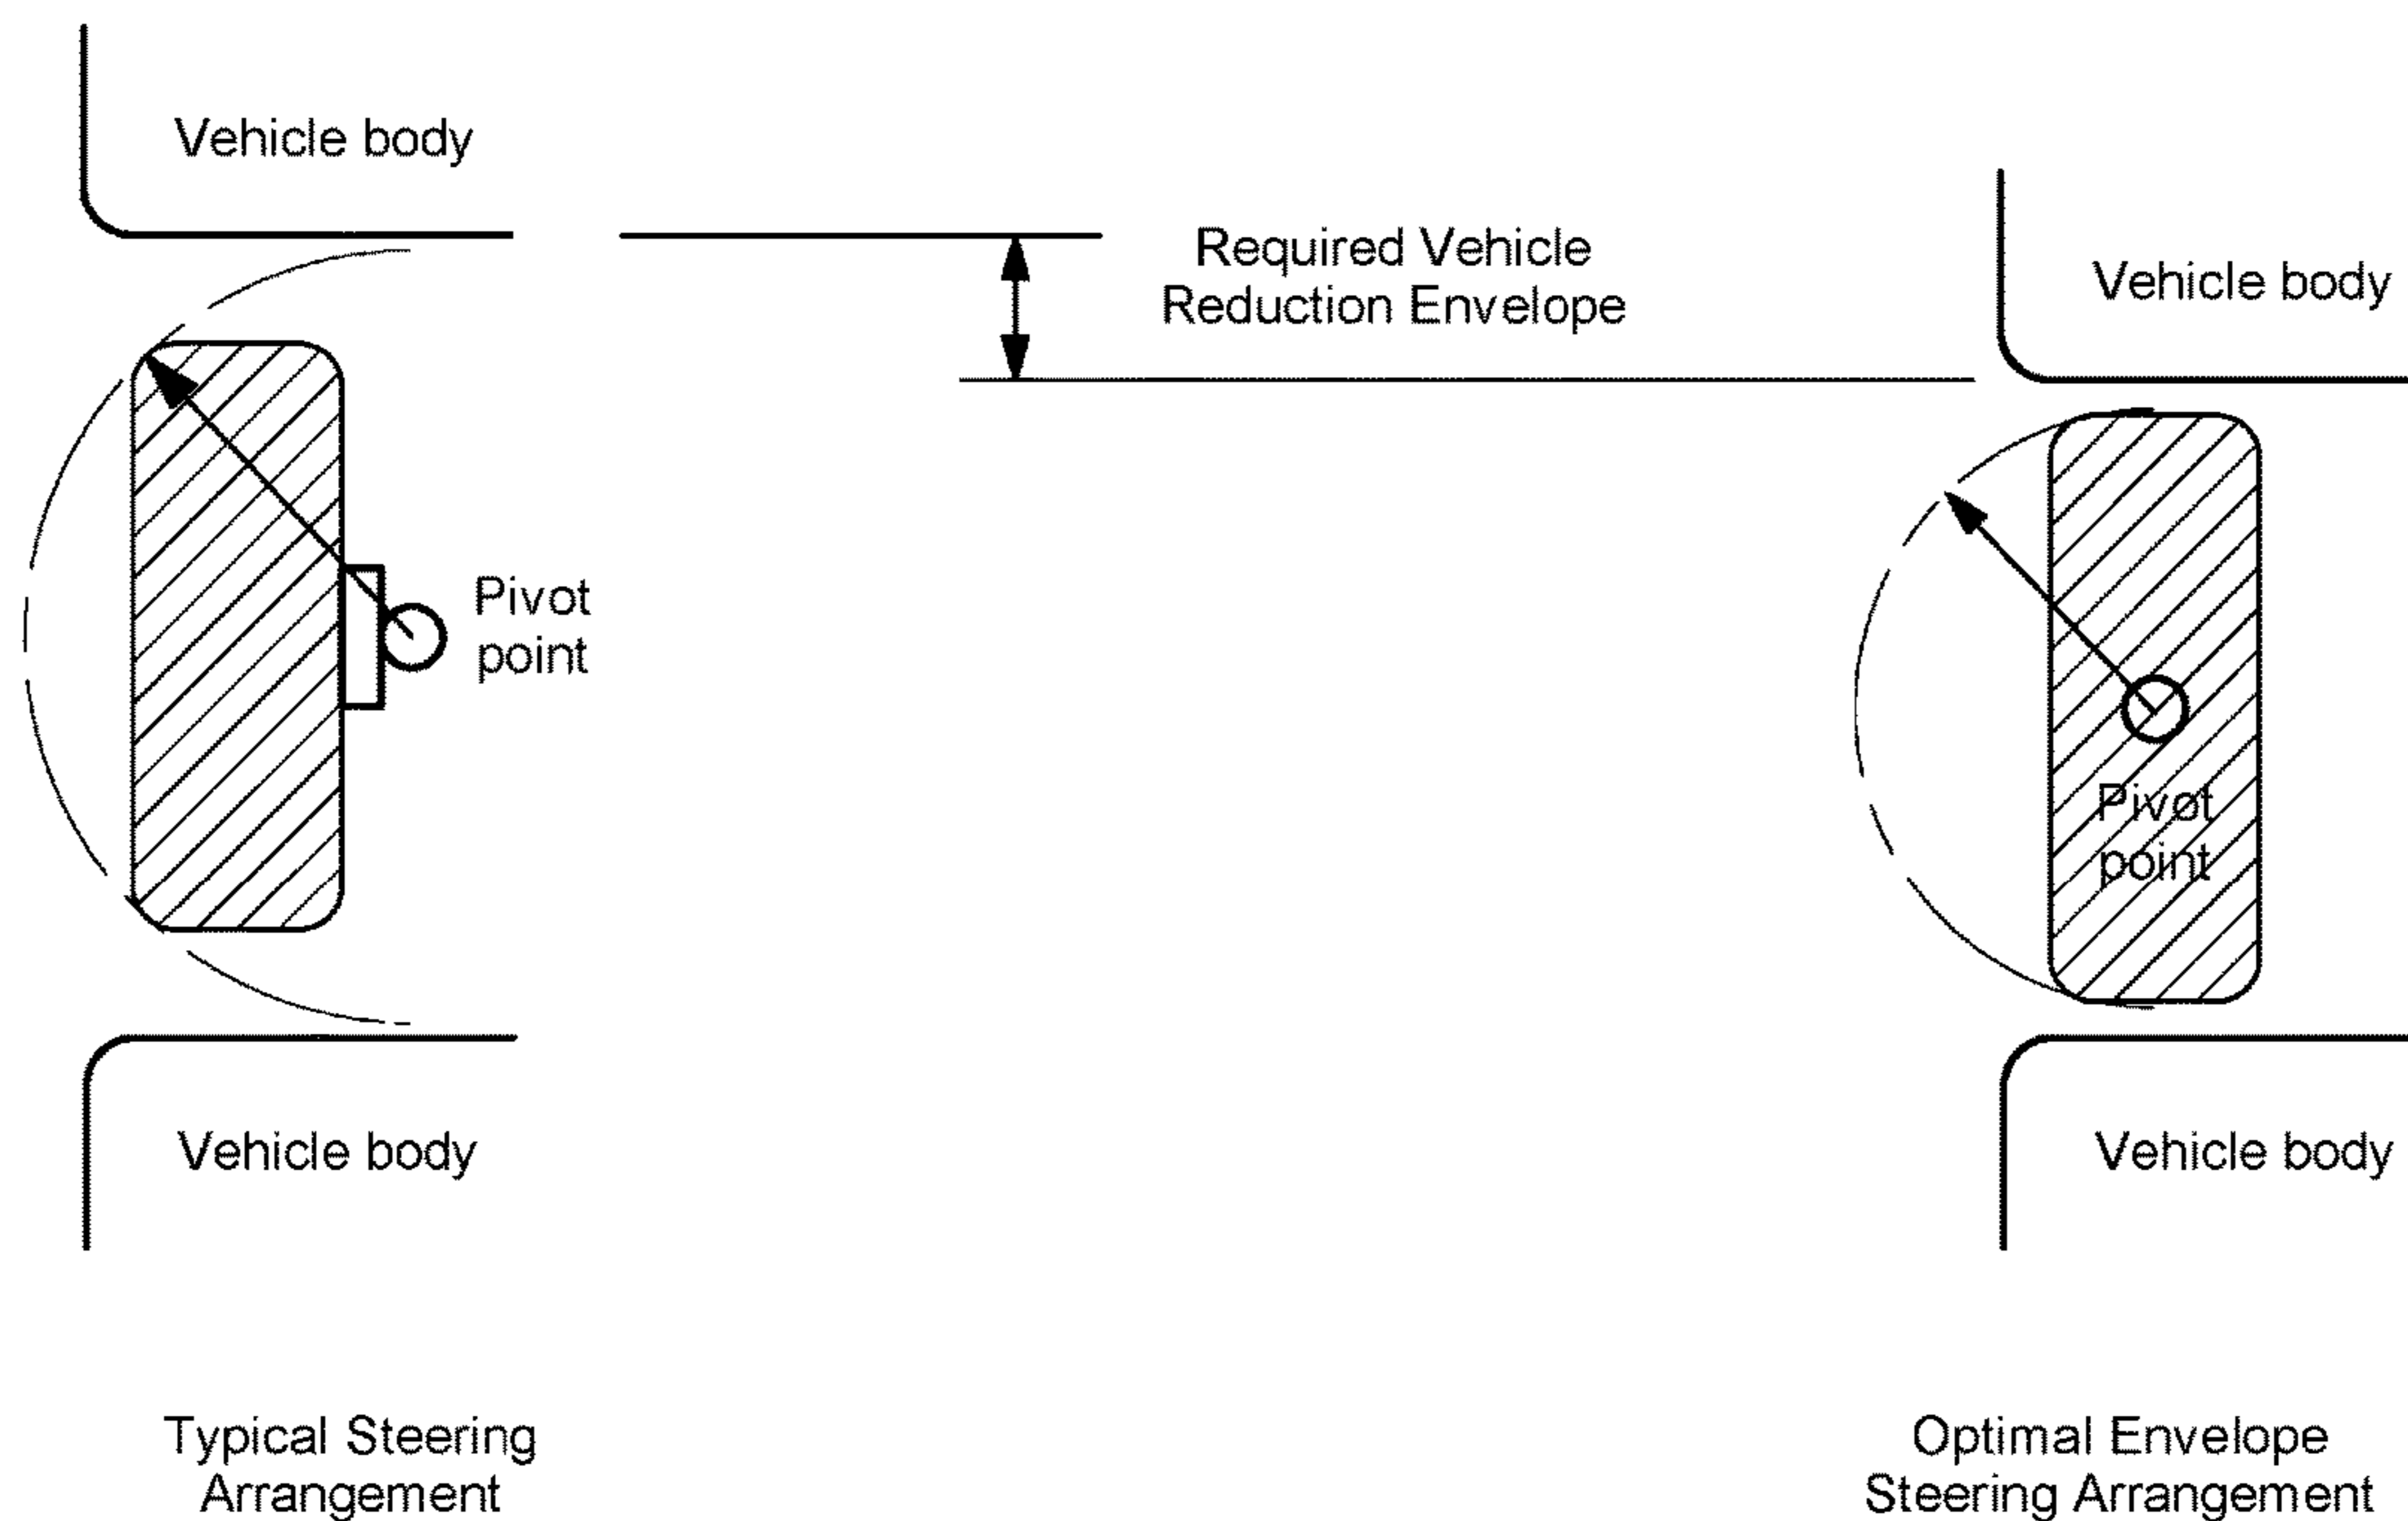 Vehicle body
Required Vehicle
Reduction Envelope
Vehicle body
Pivot
point
Pivot
point
Vehicle body
Vehicle body
Typical Steering
Arrangement
Optimal Envelope
Steering Arrangement